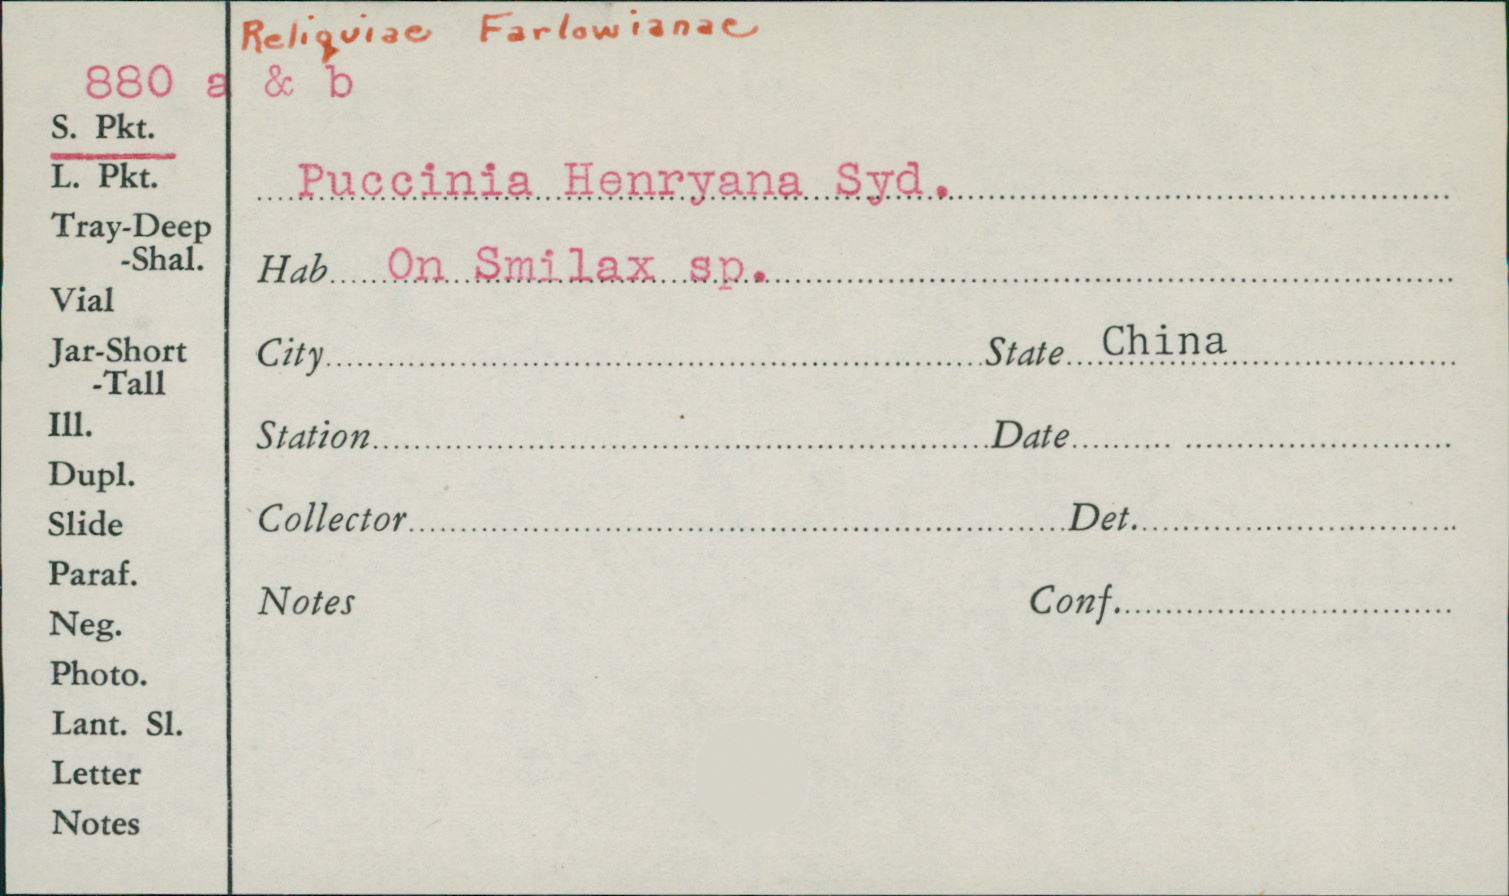 Reliquiae Farlowianae
880 a & b
S. Pkt.
L. Pkt.
Tray-Deep
-Shal.
Vial
Jar-Short
-Tall
Ill.
Dupl.
Slide
Paraf.
Neg.
Photo.
Lant. Sl.
Letter
Notes
Puccinia Henryana Syd.
Hab On Smilax sp.
City State China
Station Date
Collector Det.
Notes Conf.